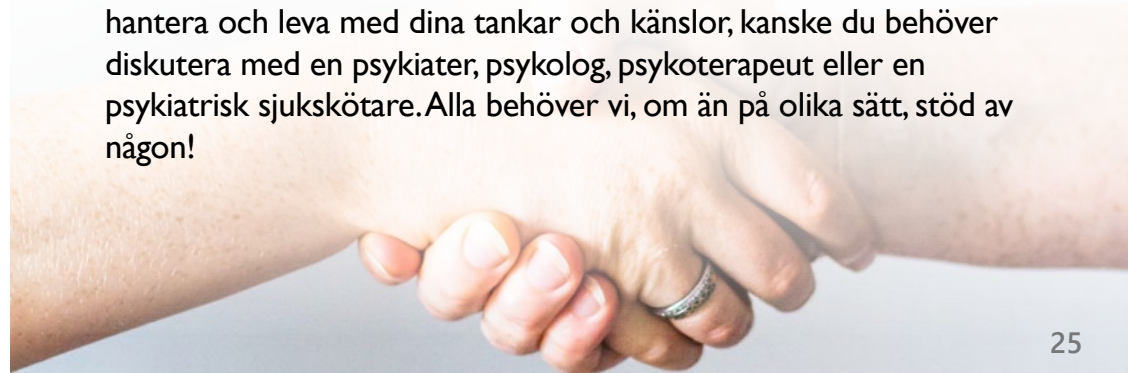 hantera och leva med dina tankar och känslor, kanske du behöver
diskutera med en psykiater, psykolog, psykoterapeut eller en
psykiatrisk sjukskötare. Alla behöver vi, om än på olika sätt, stöd av
någon!
25